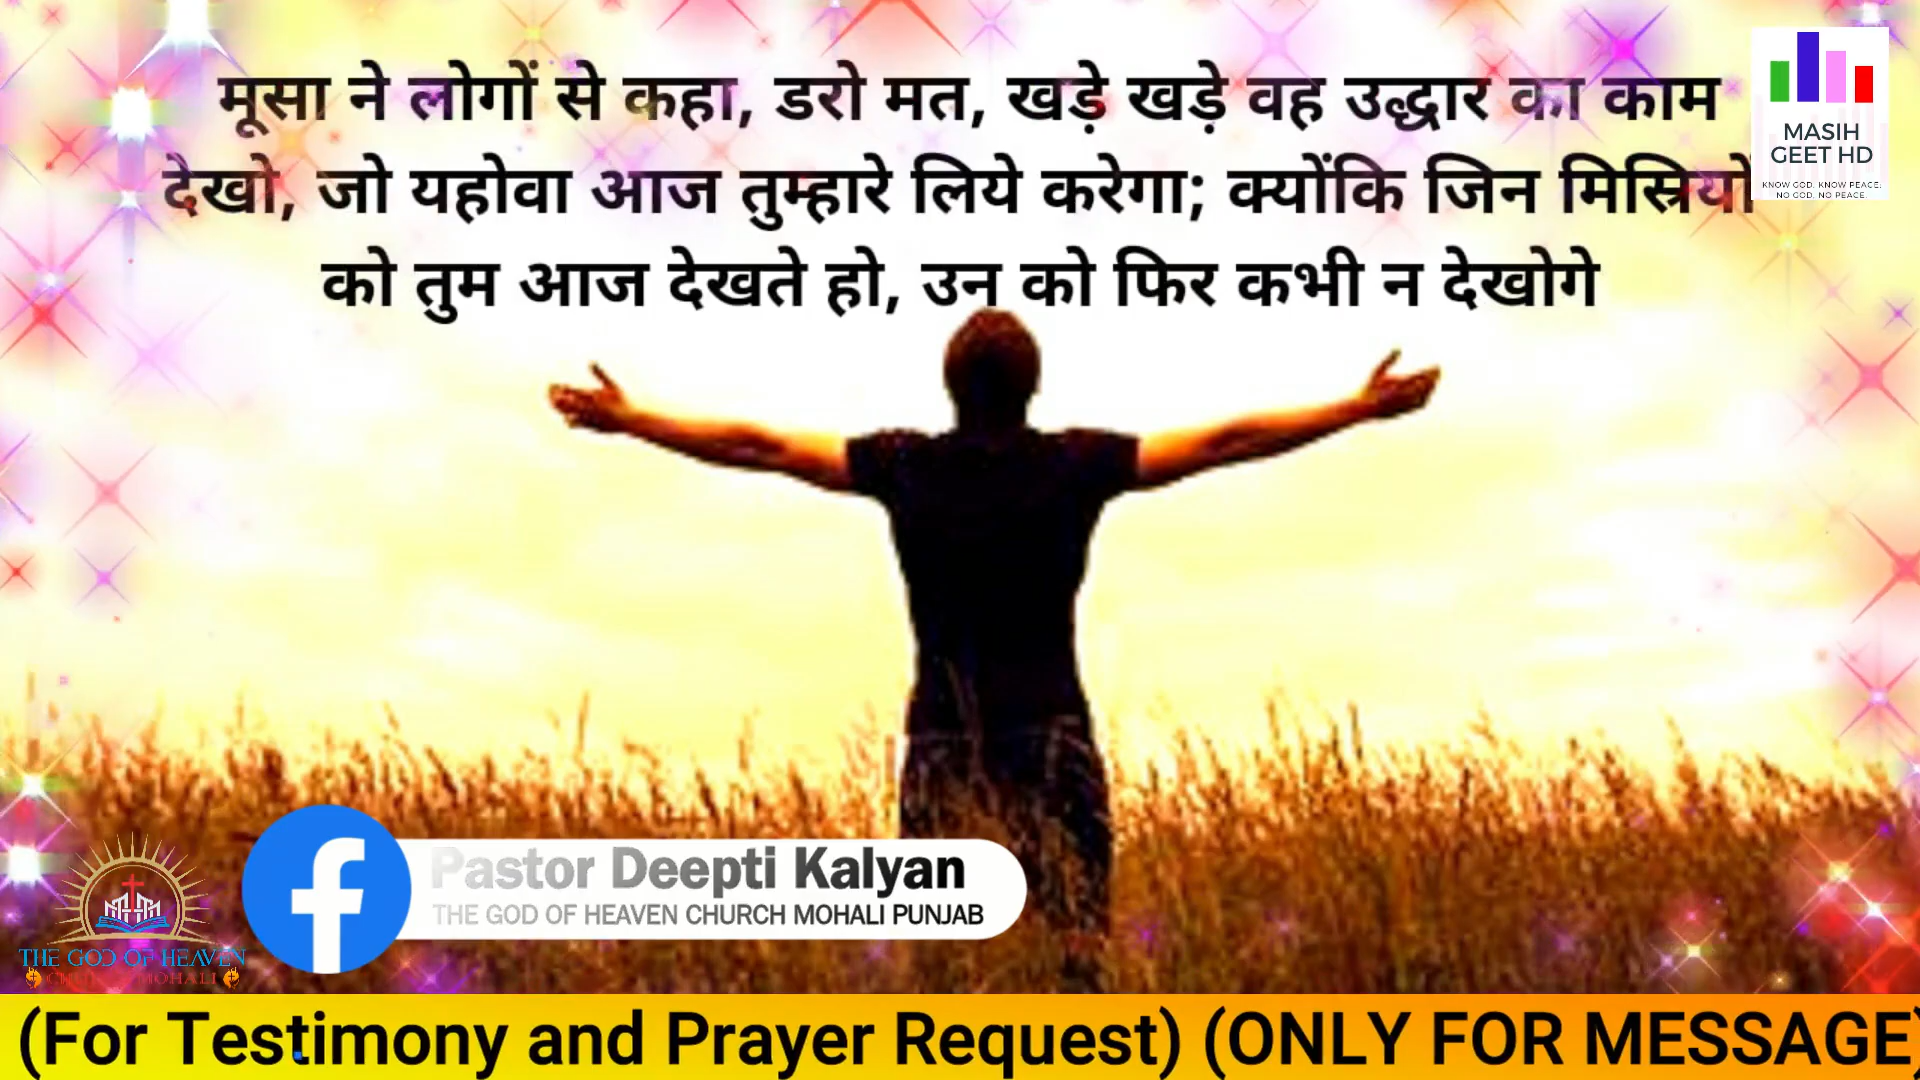 मूसा ने लोगों से कहा, डरो मत, खड़े खड़े वह उद्धार का काम
देखो, जो यहोवा आज तुम्हारे लिये करेगा; क्योंकि जिन मिस्रियों
को तुम आज देखते हो, उन को फिर कभी न देखोगे
MASIH
GEET HD
KNOW GOD. KNOW PEACE.
NO GOD. NO PEACE.
Pastor Deepti Kalyan
THE GOD OF HEAVEN CHURCH MOHALI PUNJAB
THE GOD OF HEAVEN
CHURCH MOHALI
(For Testimony and Prayer Request) (ONLY FOR MESSAGE)